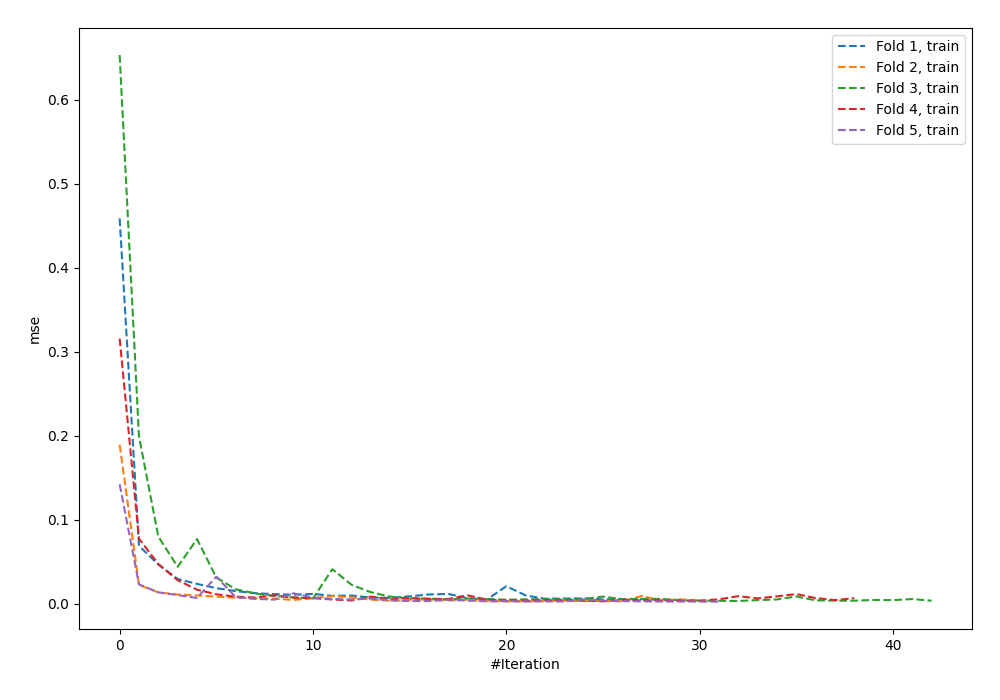 Fold 1, train
Fold 2, train
Fold 3, train
Fold 4, train
Fold 5, train
mse
0.6
0.5
0.4
0.3
0.2
0.1
0.0
0
10
20
30
40
#Iteration